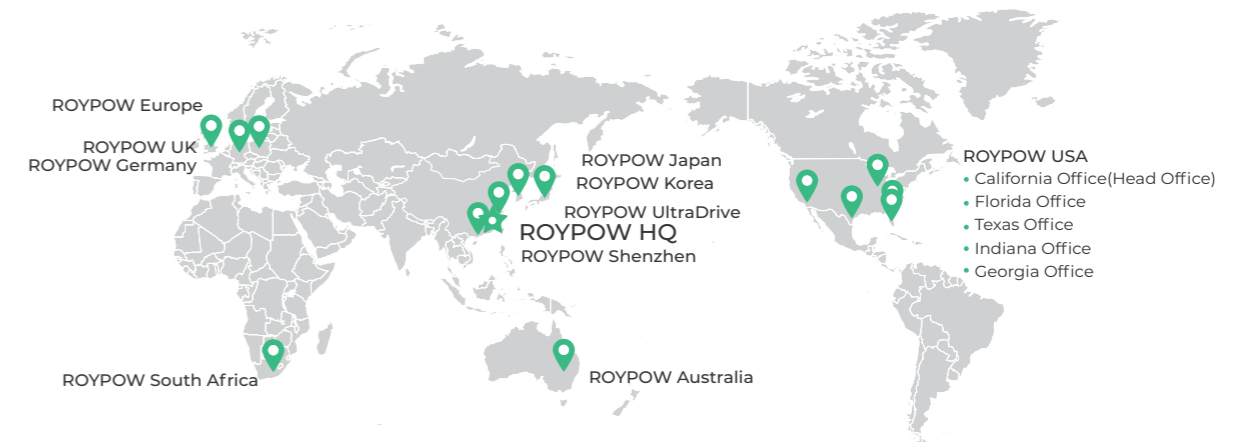 ROYPOW Europe
ROYPOW UK
ROYPOW Germany
ROYPOW Japan
ROYPOW Korea
ROYPOW UltraDrive
ROYPOW HQ
ROYPOW Shenzhen
ROYPOW USA
• California Office(Head Office)
• Florida Office
• Texas Office
• Indiana Office
• Georgia Office
ROYPOW South Africa
ROYPOW Australia